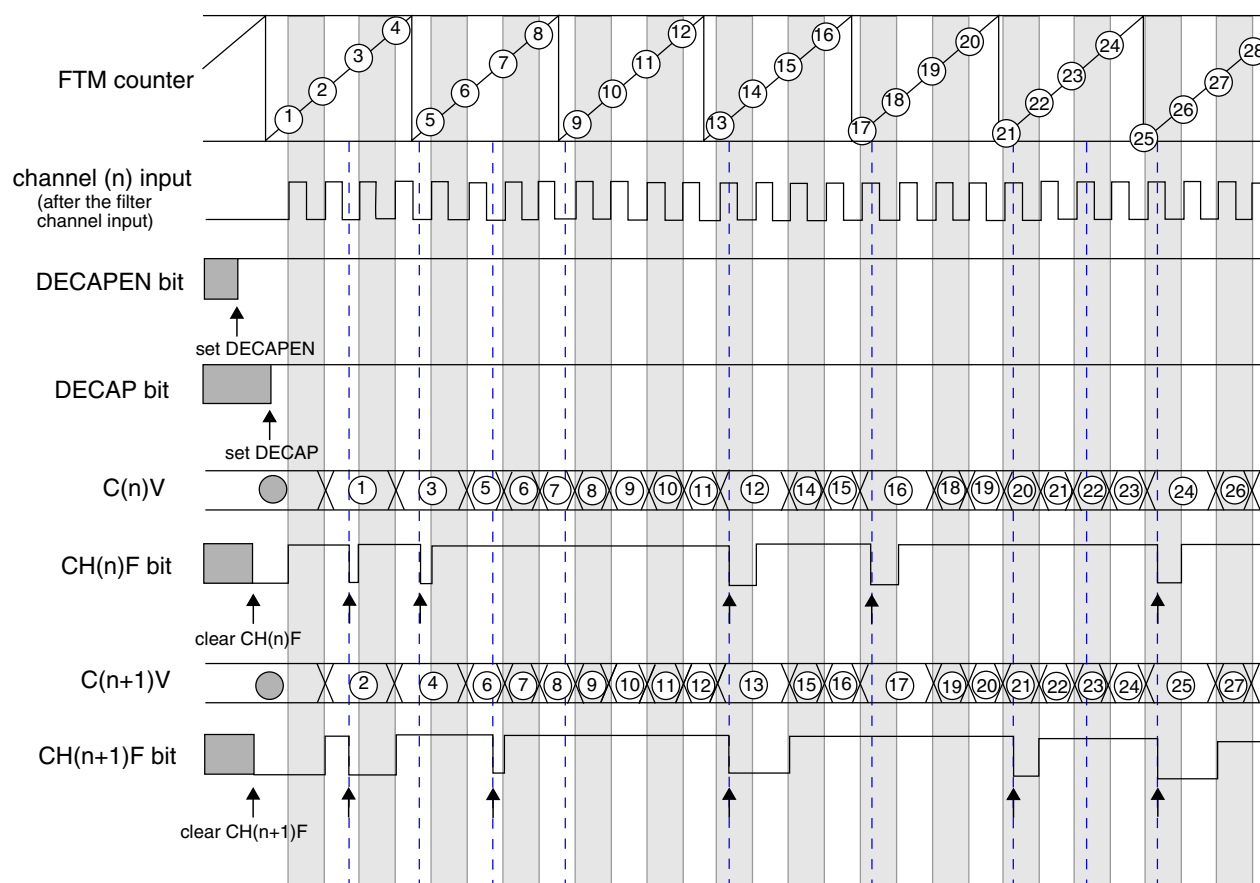 FTM counter
1 2 3 4 5 6 7 8 9 10 11 12 13 14 15 16 17 18 19 20 21 22 23 24 25 26 27 28
channel (n) input
(after the filter
channel input)
DECAPEN bit
set DECAPEN
DECAP bit
set DECAP
C(n)V
1 3 5 6 7 8 9 10 11 12 14 15 16 18 19 20 21 22 23 24 26
CH(n)F bit
clear CH(n)F
C(n+1)V
2 4 6 7 8 9 10 11 12 13 15 16 17 19 20 21 22 23 24 25 27
CH(n+1)F bit
clear CH(n+1)F